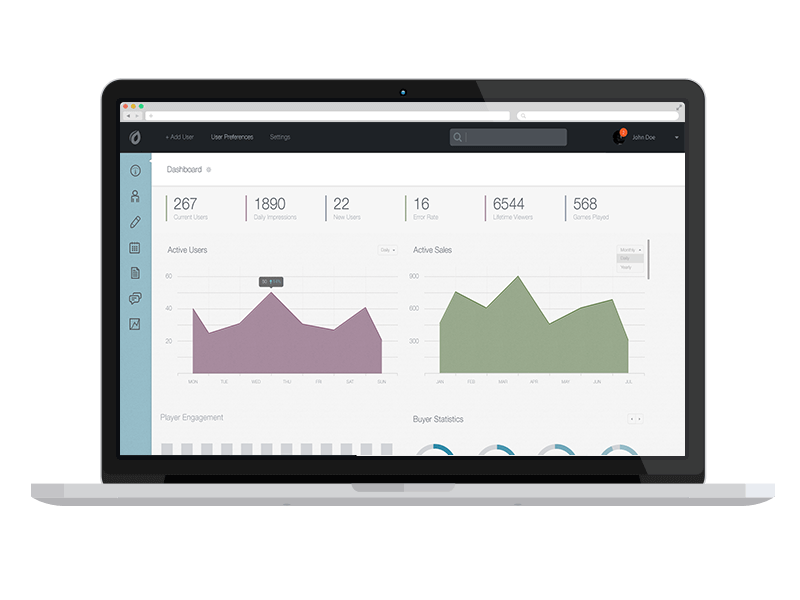 + Add User User Preferences Settings John Doe
Dashboard
267 1890 22 16 6544 568
Current Users Daily Impressions New Users Error Rate Lifetime Viewers Games Played
Active Users Daily Active Sales Monthly
Daily
Yearly
60 900
40 600
20 300
MON TUE WED THU FRI SAT SUN JAN FEB MAR APR MAY JUN JUL
Player Engagement Buyer Statistics